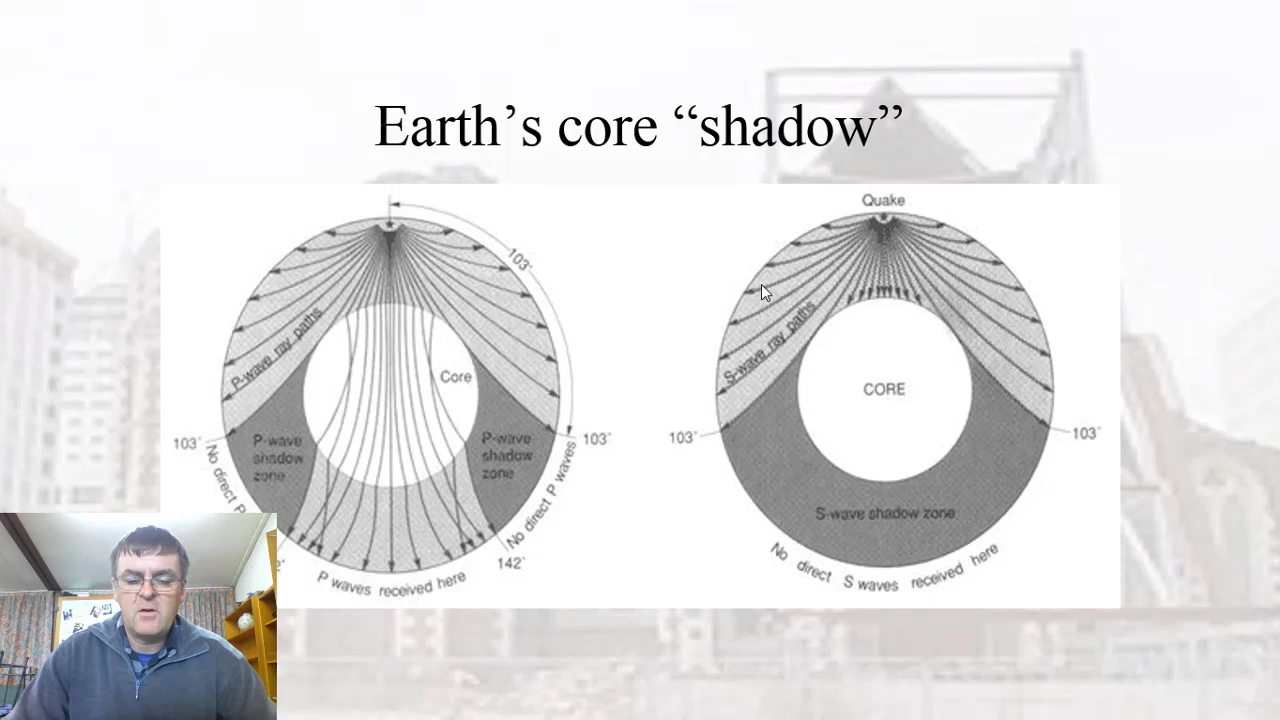 Earth’s core “shadow”
103°
P-wave ray paths
Core
P-wave
shadow
zone
P-wave
shadow
zone
103°
103°
No direct P
No direct P waves
142°
P waves received here
Quake
S-wave ray paths
CORE
103°
103°
S-wave shadow zone
No direct S waves received here